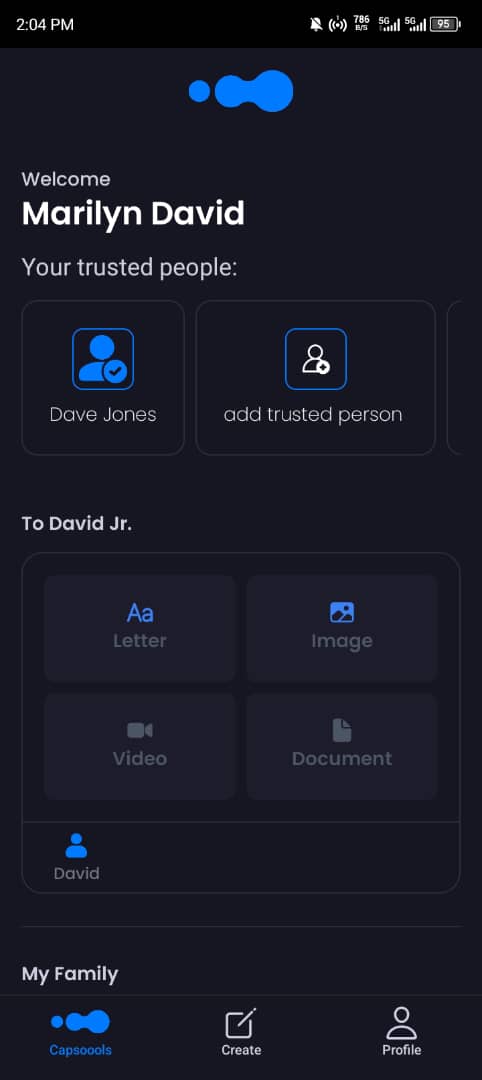 2:04 PM
786
B/S
5G
5G
95
Welcome
Marilyn David
Your trusted people:
Dave Jones
add trusted person
To David Jr.
Aa
Letter
Image
Video
Document
David
My Family
Capsoools
Create
Profile